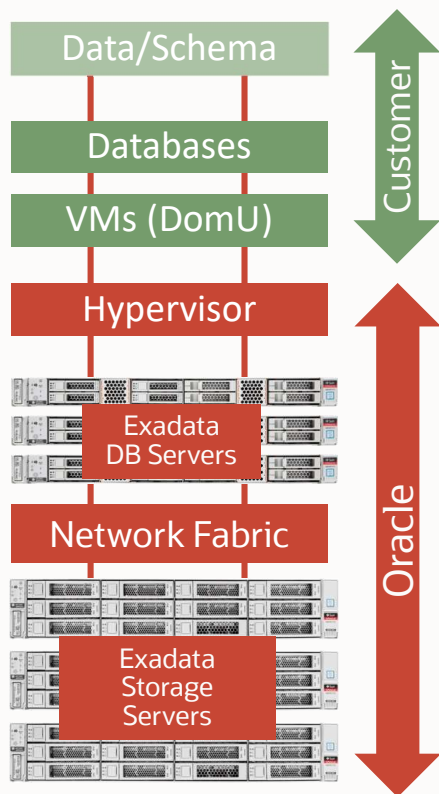 Data/Schema
Databases
VMs (DomU)
Hypervisor
Exadata
DB Servers
Network Fabric
Exadata
Storage
Servers
Customer
Oracle